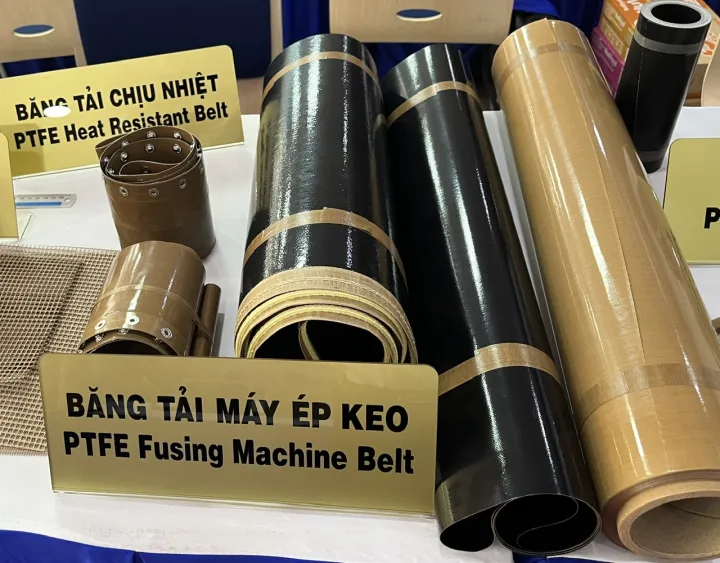 BĂNG TẢI CHỊU NHIỆT
PTFE Heat Resistant Belt
BĂNG TẢI MÁY ÉP KEO
PTFE Fusing Machine Belt
P